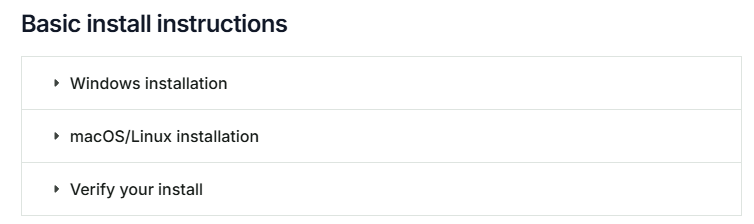 Basic install instructions
Windows installation
macOS/Linux installation
Verify your install